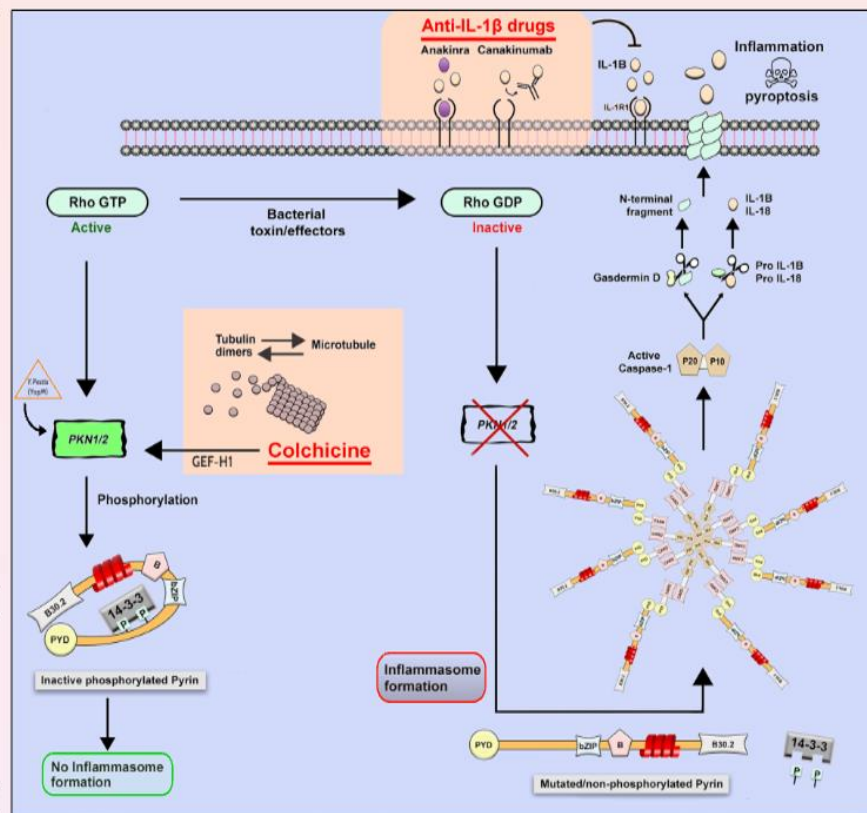 Anti-IL-1β drugs
Anakinra
Canakinumab
IL-1B
IL-1R1
Inflammation
pyroptosis
Rho GTP
Active
Bacterial
toxin/effectors
Rho GDP
Inactive
N-terminal
fragment
IL-1B
IL-18
Gasdermin D
Pro IL-1B
Pro IL-18
Tubulin
dimers
Microtubule
Active
Caspase-1
P20
P10
PKN1/2
GEF-H1
Colchicine
PKN1/2
Phosphorylation
B30.2
B
bZIP
14-3-3
P
P
PYD
Inactive phosphorylated Pyrin
No Inflammasome
formation
Inflammasome
formation
PYD
bZIP
B
B30.2
14-3-3
P
P
Mutated/non-phosphorylated Pyrin